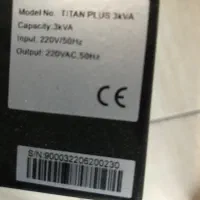 Model No: TITAN PLUS 3kVA
Capacity:3kVA
Input: 220V/50Hz
Output: 220VAC, 50Hz
CE
S/N:900032206200230